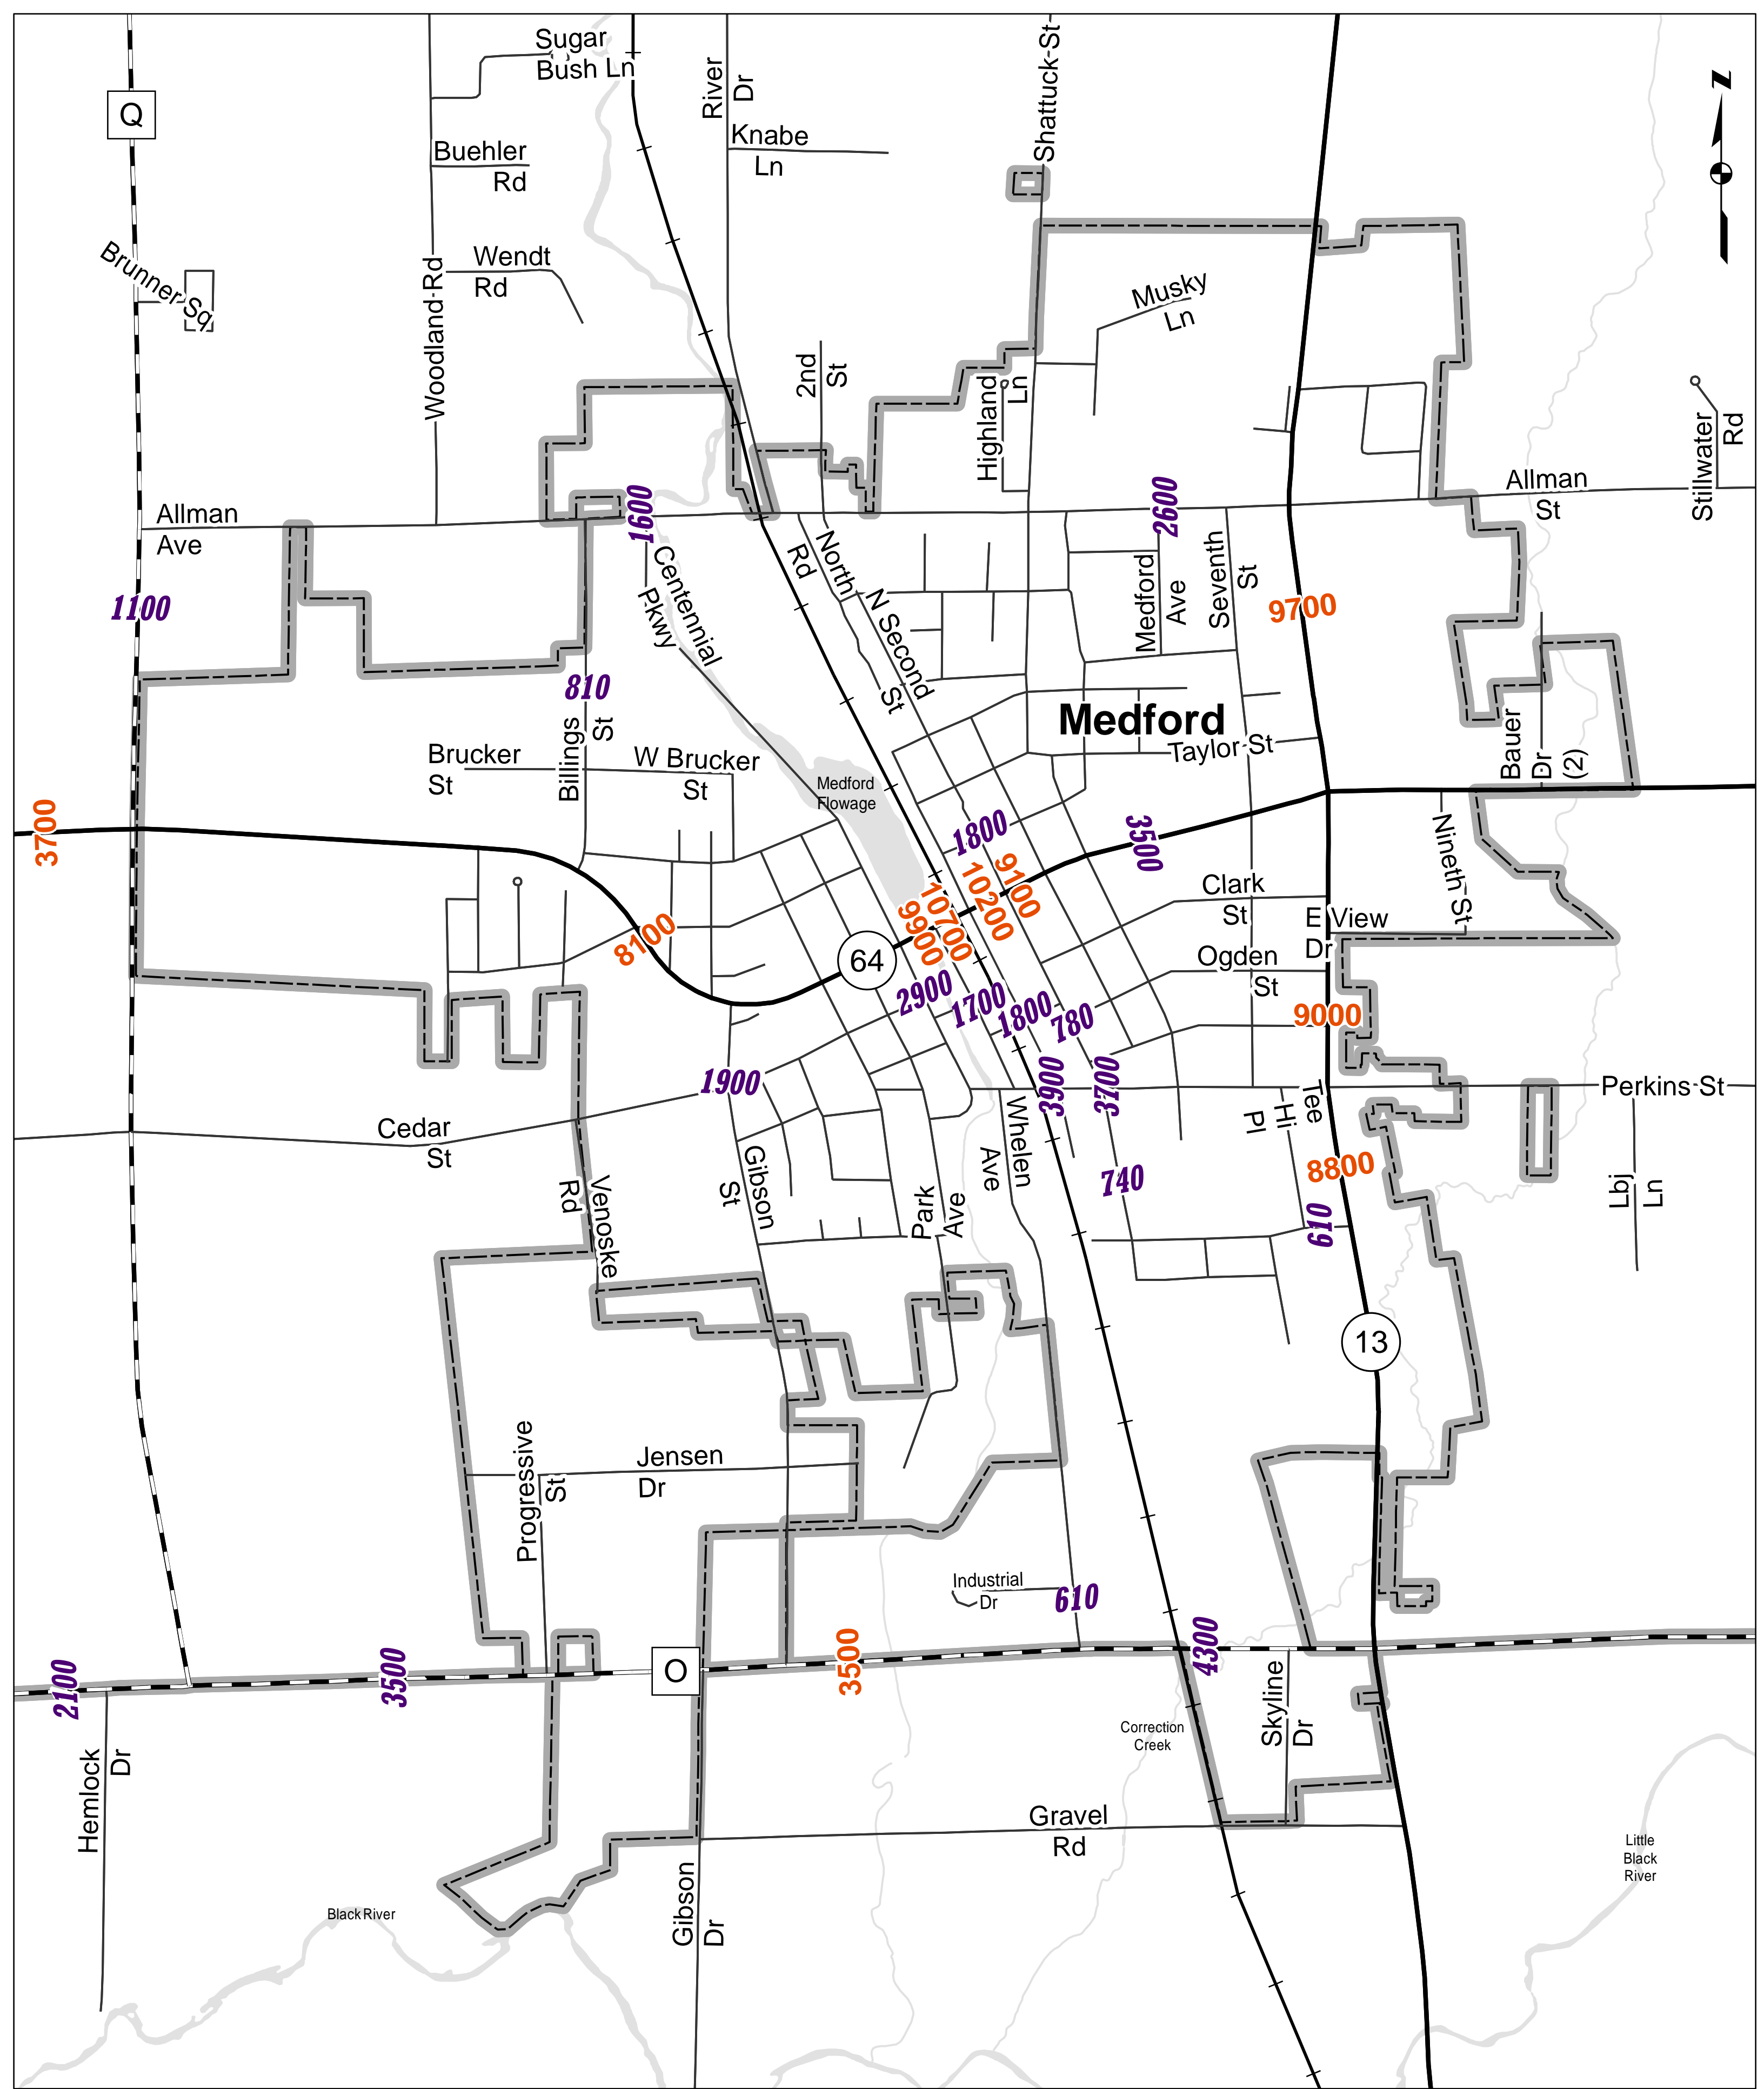 Sugar
Bush Ln
River
Dr
Shattuck-St
Z
Q
Knabe
Ln
Buehler
Rd
Brunner Sq
Wendt
Rd
Woodland-Rd
Musky
Ln
2nd
St
Highland
Ln
Stillwater
Rd
Allman
Ave
1600
2600
Allman
St
North
Rd
Centennial
Pkwy
N Second
St
Medford
Ave
Seventh
St
1100
9700
810
Medford
Billings
St
Brucker
St
W Brucker
St
Taylor-St
Bauer
Dr
(2)
Medford
Flowage
3700
1800
3500
Nineth St
9100
10200
10700
9900
Clark
St
E View
Dr
8100
64
Ogden
St
2900
1700
1800
780
9000
1900
3900
3700
Tee
Hi
Pl
Perkins-St
Cedar
St
Whelen
Ave
Gibson
St
Venoske
Rd
Park
Ave
740
8800
610
Lbj
Ln
13
Progressive
St
Jensen
Dr
Industrial
Dr
610
2100
3500
O
3500
4300
Skyline
Dr
Correction
Creek
Hemlock
Dr
Gravel
Rd
Little
Black
River
Gibson
Dr
Black River